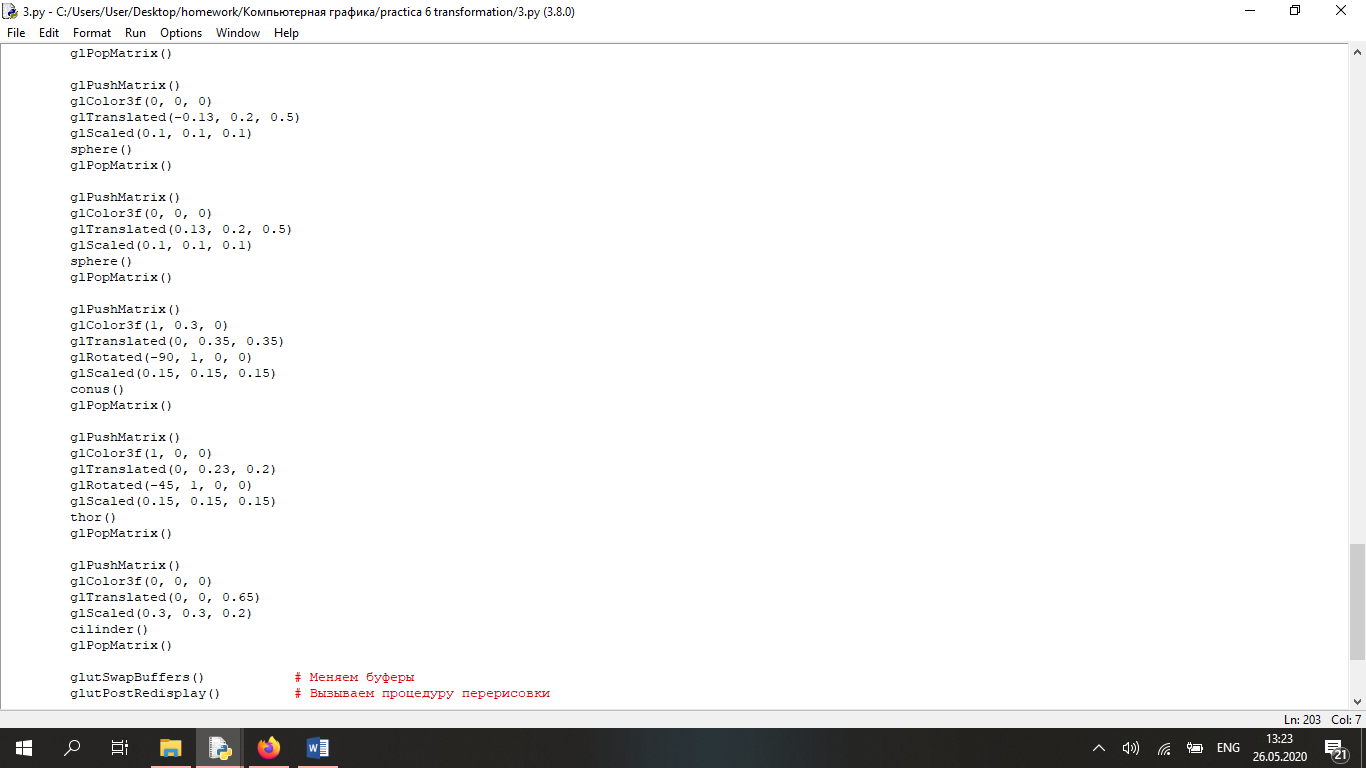 3.py - C:/Users/User/Desktop/homework/Компьютерная графика/practica 6 transformation/3.py (3.8.0)
File Edit Format Run Options Window Help
glPopMatrix()
glPushMatrix()
glColor3f(0, 0, 0)
glTranslated(-0.13, 0.2, 0.5)
glScaled(0.1, 0.1, 0.1)
sphere()
glPopMatrix()
glPushMatrix()
glColor3f(0, 0, 0)
glTranslated(0.13, 0.2, 0.5)
glScaled(0.1, 0.1, 0.1)
sphere()
glPopMatrix()
glPushMatrix()
glColor3f(1, 0.3, 0)
glTranslated(0, 0.35, 0.35)
glRotated(-90, 1, 0, 0)
glScaled(0.15, 0.15, 0.15)
conus()
glPopMatrix()
glPushMatrix()
glColor3f(1, 0, 0)
glTranslated(0, 0.23, 0.2)
glRotated(-45, 1, 0, 0)
glScaled(0.15, 0.15, 0.15)
thor()
glPopMatrix()
glPushMatrix()
glColor3f(0, 0, 0)
glTranslated(0, 0, 0.65)
glScaled(0.3, 0.3, 0.2)
cilinder()
glPopMatrix()
glutSwapBuffers() # Меняем буферы
glutPostRedisplay() # Вызываем процедуру перерисовки
Ln: 203 Col: 7
ENG
13:23
26.05.2020
21